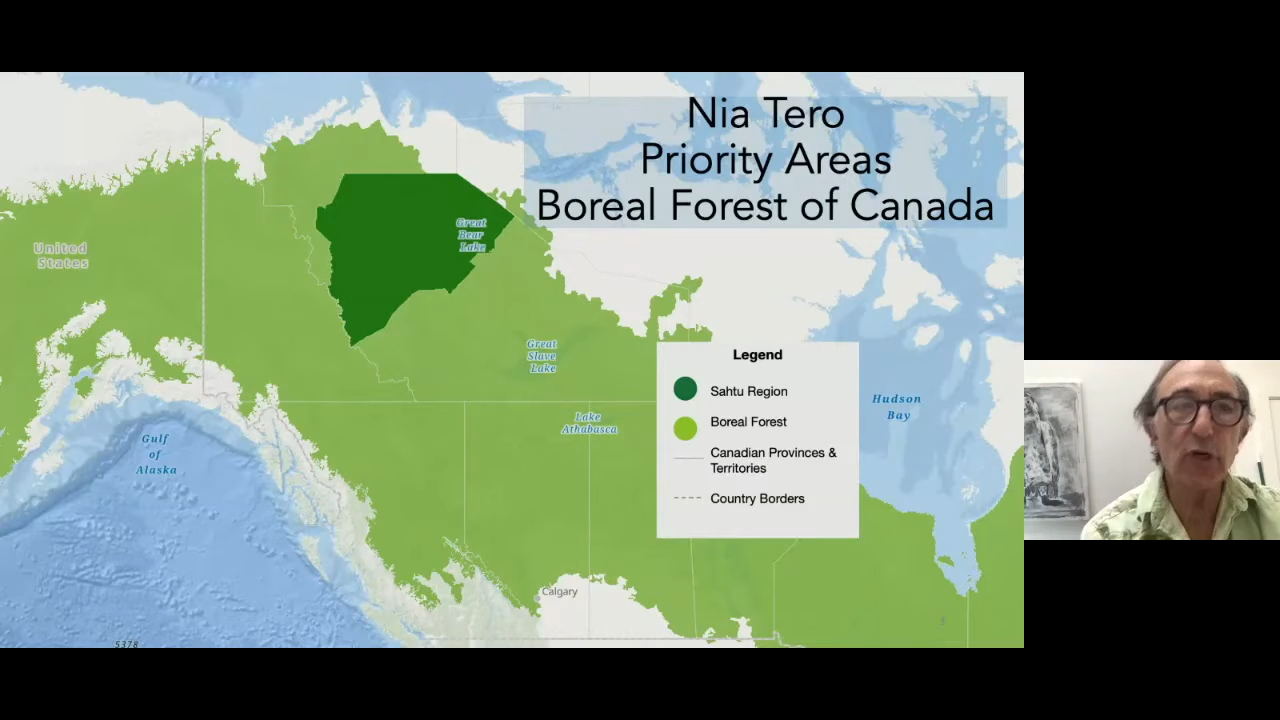 Nia Tero
Priority Areas
Boreal Forest of Canada
United
States
Great
Bear
Lake
Great
Slave
Lake
Lake
Athabasca
Gulf
of
Alaska
Hudson
Bay
Legend
Sahtu Region
Boreal Forest
Canadian Provinces &
Territories
Country Borders
Calgary
5378